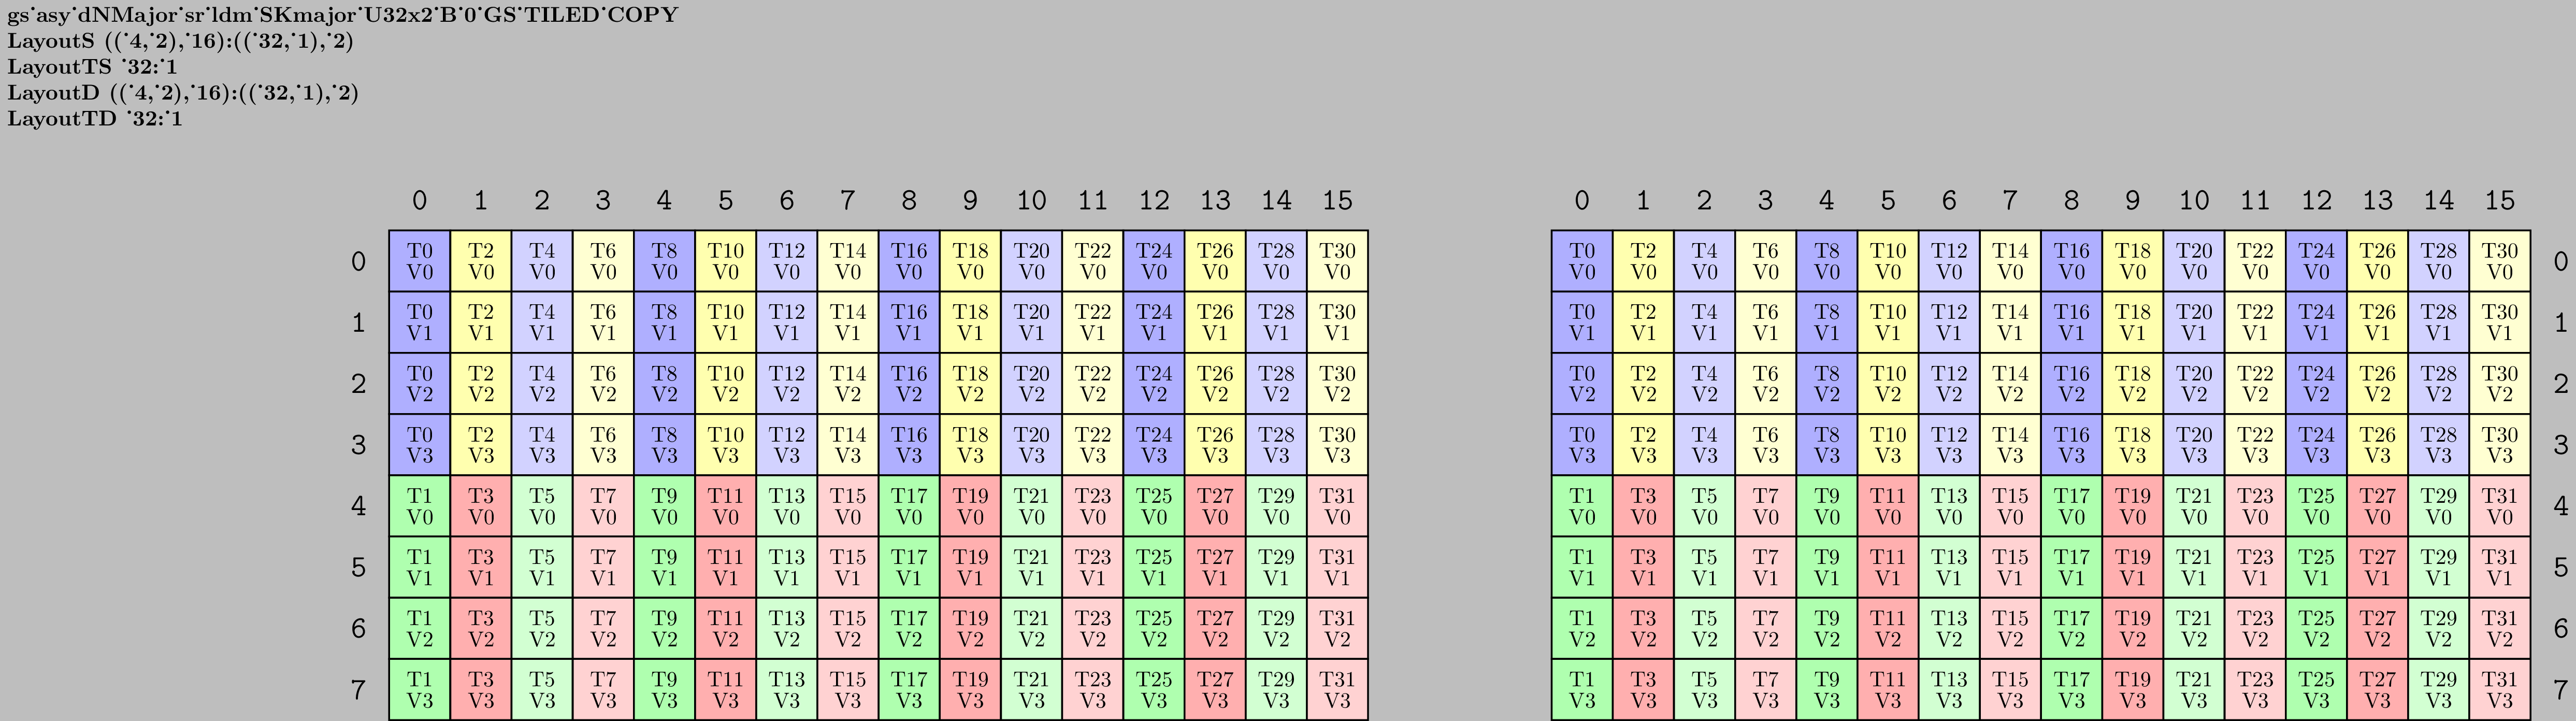 gs˙asy˙dNMajor˙sr˙ldm˙SKmajor˙U32x2˙B˙0˙GS˙TILED˙COPY
LayoutS ((˙4,˙2),˙16):((˙32,˙1),˙2)
LayoutTS ˙32:˙1
LayoutD ((˙4,˙2),˙16):((˙32,˙1),˙2)
LayoutTD ˙32:˙1
0 1 2 3 4 5 6 7 8 9 10 11 12 13 14 15 0 1 2 3 4 5 6 7 8 9 10 11 12 13 14 15
0 T0 T2 T4 T6 T8 T10 T12 T14 T16 T18 T20 T22 T24 T26 T28 T30 T0 T2 T4 T6 T8 T10 T12 T14 T16 T18 T20 T22 T24 T26 T28 T30 0
V0 V0 V0 V0 V0 V0 V0 V0 V0 V0 V0 V0 V0 V0 V0 V0 V0 V0 V0 V0 V0 V0 V0 V0 V0 V0 V0 V0 V0 V0 V0 V0
1 T0 T2 T4 T6 T8 T10 T12 T14 T16 T18 T20 T22 T24 T26 T28 T30 T0 T2 T4 T6 T8 T10 T12 T14 T16 T18 T20 T22 T24 T26 T28 T30 1
V1 V1 V1 V1 V1 V1 V1 V1 V1 V1 V1 V1 V1 V1 V1 V1 V1 V1 V1 V1 V1 V1 V1 V1 V1 V1 V1 V1 V1 V1 V1 V1
2 T0 T2 T4 T6 T8 T10 T12 T14 T16 T18 T20 T22 T24 T26 T28 T30 T0 T2 T4 T6 T8 T10 T12 T14 T16 T18 T20 T22 T24 T26 T28 T30 2
V2 V2 V2 V2 V2 V2 V2 V2 V2 V2 V2 V2 V2 V2 V2 V2 V2 V2 V2 V2 V2 V2 V2 V2 V2 V2 V2 V2 V2 V2 V2 V2
3 T0 T2 T4 T6 T8 T10 T12 T14 T16 T18 T20 T22 T24 T26 T28 T30 T0 T2 T4 T6 T8 T10 T12 T14 T16 T18 T20 T22 T24 T26 T28 T30 3
V3 V3 V3 V3 V3 V3 V3 V3 V3 V3 V3 V3 V3 V3 V3 V3 V3 V3 V3 V3 V3 V3 V3 V3 V3 V3 V3 V3 V3 V3 V3 V3
4 T1 T3 T5 T7 T9 T11 T13 T15 T17 T19 T21 T23 T25 T27 T29 T31 T1 T3 T5 T7 T9 T11 T13 T15 T17 T19 T21 T23 T25 T27 T29 T31 4
V0 V0 V0 V0 V0 V0 V0 V0 V0 V0 V0 V0 V0 V0 V0 V0 V0 V0 V0 V0 V0 V0 V0 V0 V0 V0 V0 V0 V0 V0 V0 V0
5 T1 T3 T5 T7 T9 T11 T13 T15 T17 T19 T21 T23 T25 T27 T29 T31 T1 T3 T5 T7 T9 T11 T13 T15 T17 T19 T21 T23 T25 T27 T29 T31 5
V1 V1 V1 V1 V1 V1 V1 V1 V1 V1 V1 V1 V1 V1 V1 V1 V1 V1 V1 V1 V1 V1 V1 V1 V1 V1 V1 V1 V1 V1 V1 V1
6 T1 T3 T5 T7 T9 T11 T13 T15 T17 T19 T21 T23 T25 T27 T29 T31 T1 T3 T5 T7 T9 T11 T13 T15 T17 T19 T21 T23 T25 T27 T29 T31 6
V2 V2 V2 V2 V2 V2 V2 V2 V2 V2 V2 V2 V2 V2 V2 V2 V2 V2 V2 V2 V2 V2 V2 V2 V2 V2 V2 V2 V2 V2 V2 V2
7 T1 T3 T5 T7 T9 T11 T13 T15 T17 T19 T21 T23 T25 T27 T29 T31 T1 T3 T5 T7 T9 T11 T13 T15 T17 T19 T21 T23 T25 T27 T29 T31 7
V3 V3 V3 V3 V3 V3 V3 V3 V3 V3 V3 V3 V3 V3 V3 V3 V3 V3 V3 V3 V3 V3 V3 V3 V3 V3 V3 V3 V3 V3 V3 V3